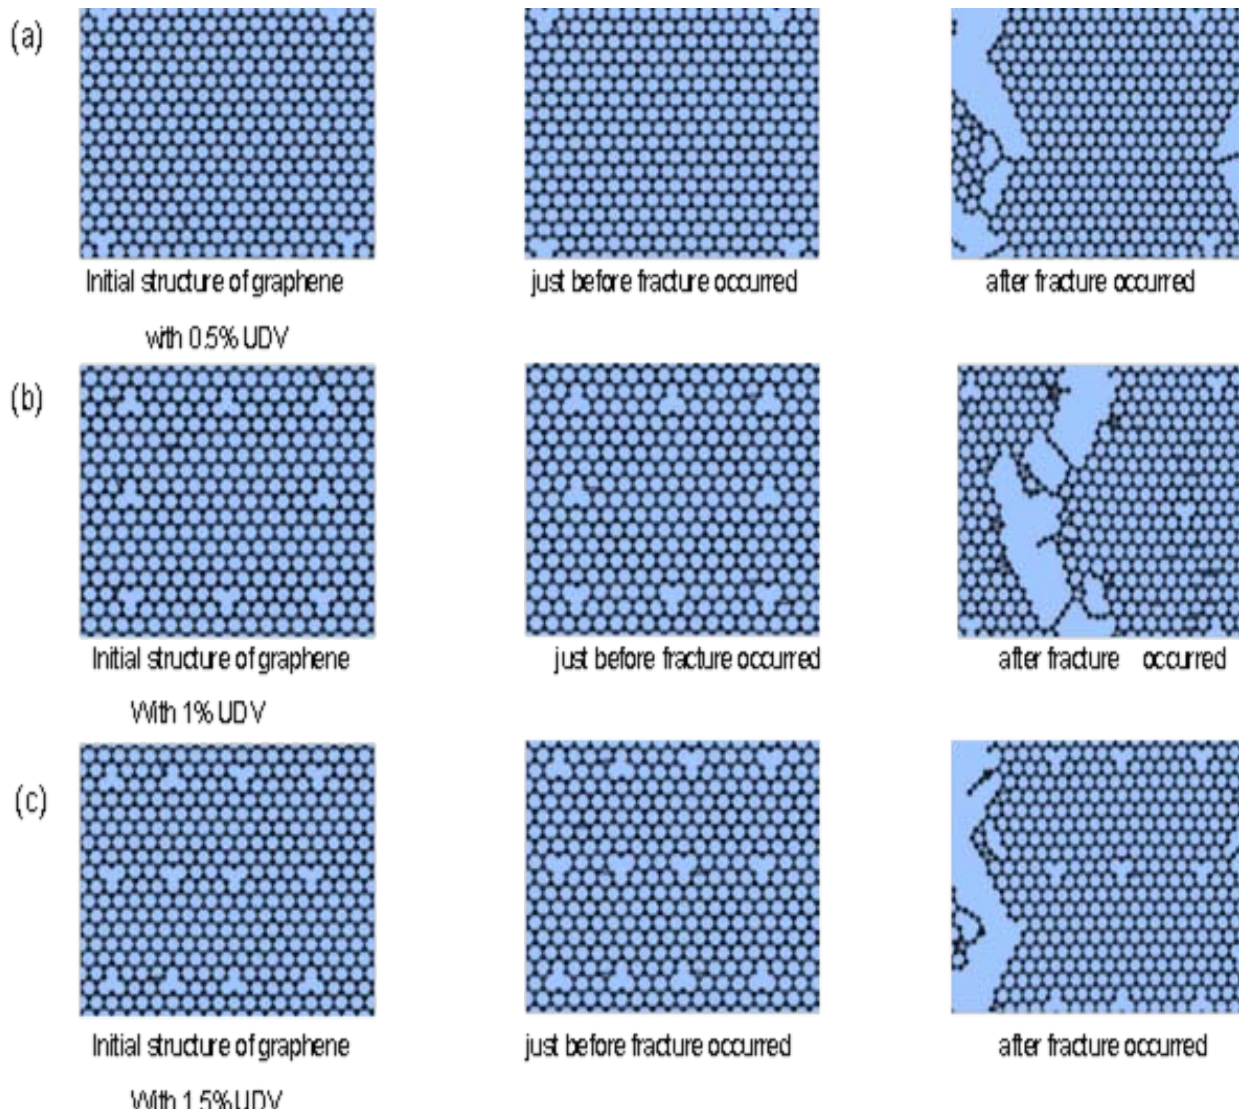 (a)
Initial structure of graphene just before fracture occurred after fracture occurred
with 0.5% UDV
(b)
Initial structure of graphene just before fracture occurred after fracture occurred
With 1% UDV
(c)
Initial structure of graphene just before fracture occurred after fracture occurred
With 1.5%UDV